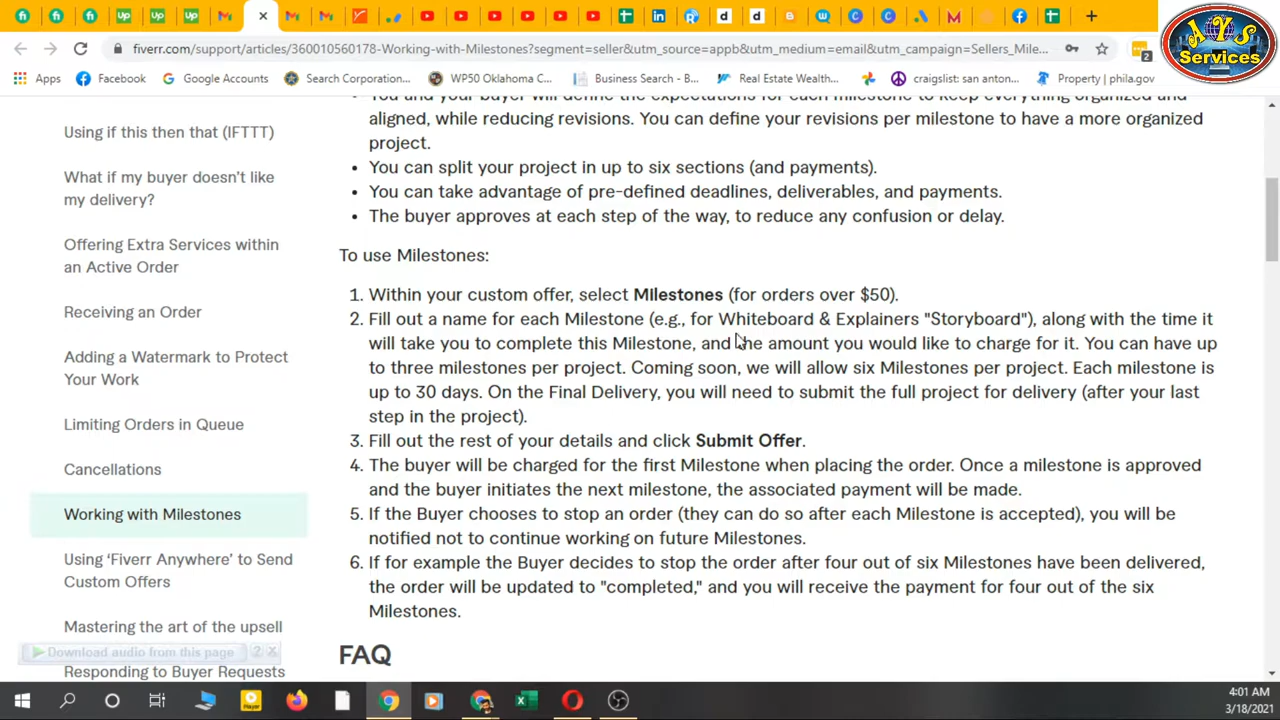 fiverr.com/support/articles/360010560178-Working-with-Milestones?segment=seller&utm_source=appb&utm_medium=email&utm_campaign=Sellers_Mile...
2
AYS
Services
Apps
Facebook
Google Accounts
Search Corporation...
WP50 Oklahoma C...
Business Search - B...
Real Estate Wealth...
craigslist: san anton...
Property | phila.gov
Using if this then that (IFTTT)
What if my buyer doesn't like
my delivery?
Offering Extra Services within
an Active Order
Receiving an Order
Adding a Watermark to Protect
Your Work
Limiting Orders in Queue
Cancellations
Working with Milestones
Using 'Fiverr Anywhere' to Send
Custom Offers
Mastering the art of the upsell
Download audio from this page
Responding to Buyer Requests
• You and your buyer will define the expectations for each milestone to keep everything organized and
aligned, while reducing revisions. You can define your revisions per milestone to have a more organized
project.
• You can split your project in up to six sections (and payments).
• You can take advantage of pre-defined deadlines, deliverables, and payments.
• The buyer approves at each step of the way, to reduce any confusion or delay.
To use Milestones:
1. Within your custom offer, select Milestones (for orders over $50).
2. Fill out a name for each Milestone (e.g., for Whiteboard & Explainers "Storyboard"), along with the time it
will take you to complete this Milestone, and the amount you would like to charge for it. You can have up
to three milestones per project. Coming soon, we will allow six Milestones per project. Each milestone is
up to 30 days. On the Final Delivery, you will need to submit the full project for delivery (after your last
step in the project).
3. Fill out the rest of your details and click Submit Offer.
4. The buyer will be charged for the first Milestone when placing the order. Once a milestone is approved
and the buyer initiates the next milestone, the associated payment will be made.
5. If the Buyer chooses to stop an order (they can do so after each Milestone is accepted), you will be
notified not to continue working on future Milestones.
6. If for example the Buyer decides to stop the order after four out of six Milestones have been delivered,
the order will be updated to "completed," and you will receive the payment for four out of the six
Milestones.
FAQ
4:01 AM
3/18/2021